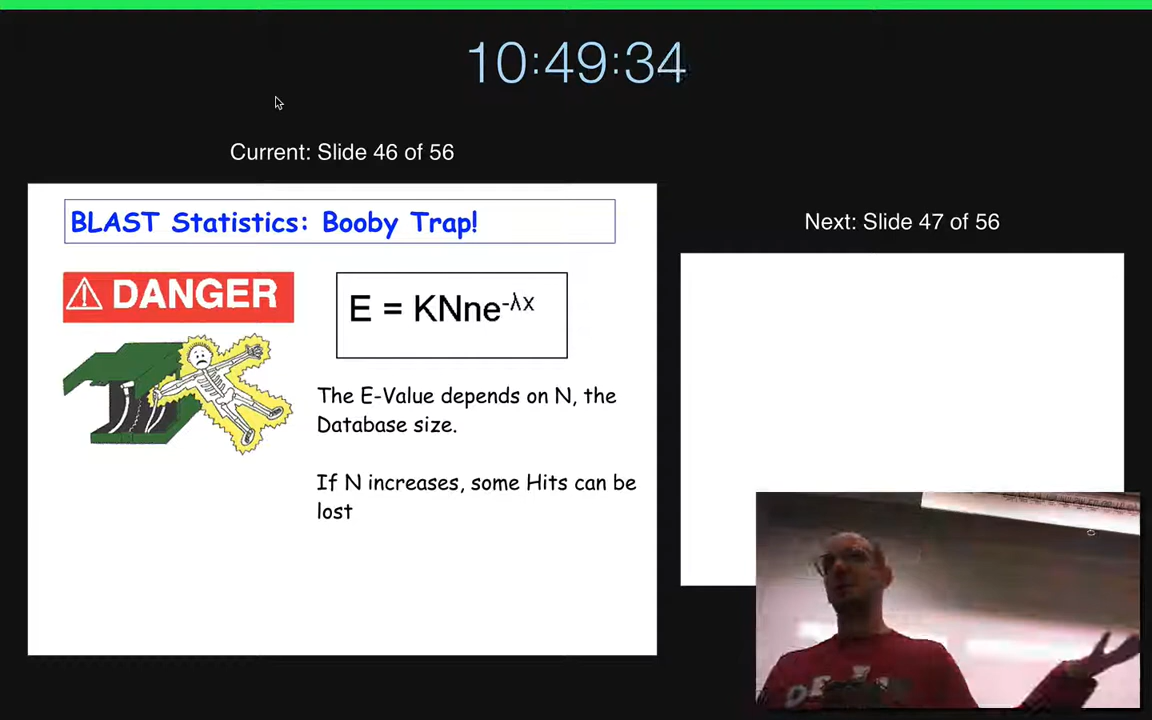 10:49:34
Current: Slide 46 of 56
BLAST Statistics: Booby Trap!
DANGER
E = KNne-λx
The E-Value depends on N, the
Database size.
If N increases, some Hits can be
lost
Next: Slide 47 of 56